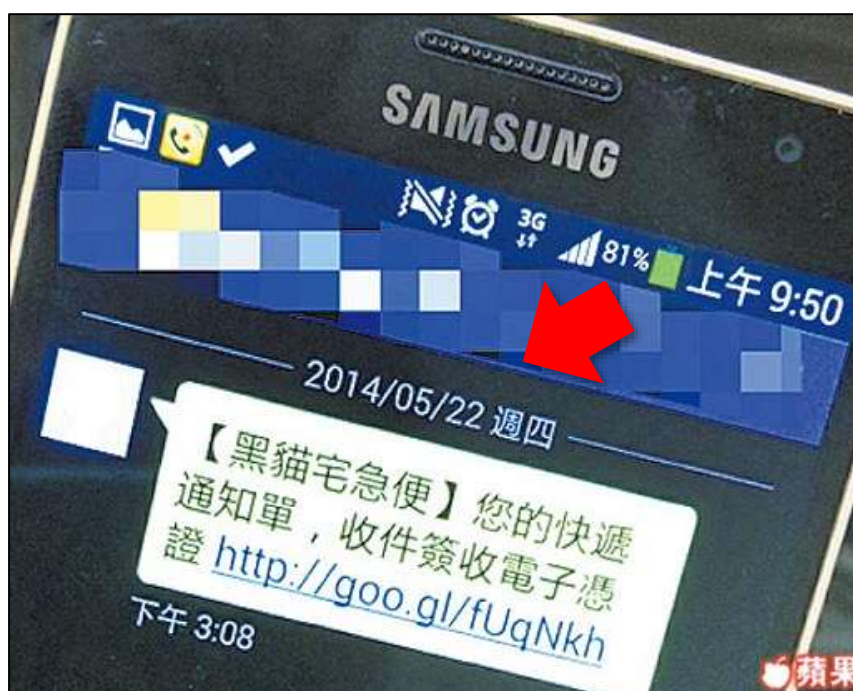 SAMSUNG
3G 81% 上午 9:50
2014/05/22 週四
【黑貓宅急便】您的快遞
通知單，收件簽收電子憑
證 http://goo.gl/fUqNkh
下午 3:08
蘋果